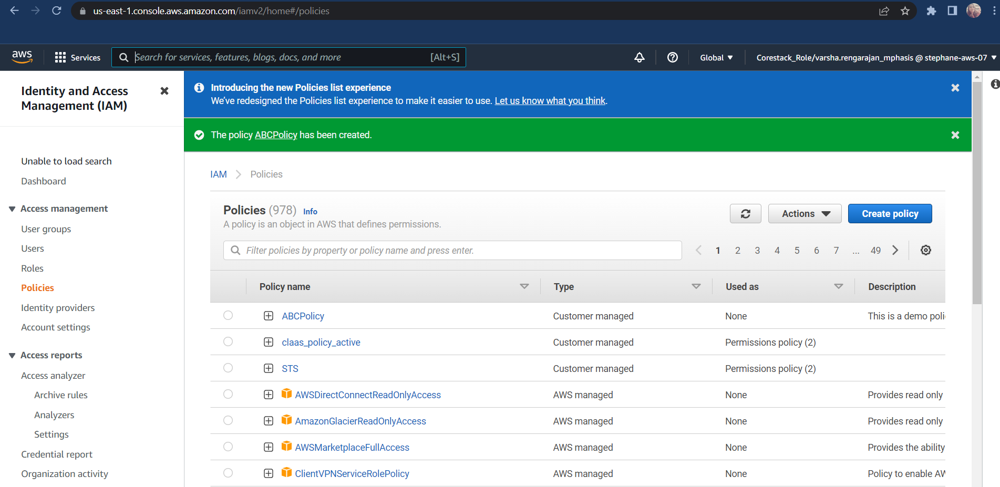 us-east-1.console.aws.amazon.com/iamv2/home#/policies
aws
Services
Search for services, features, blogs, docs, and more
[Alt+S]
Global
Corestack_Role/varsha.rengarajan_mphasis @ stephane-aws-07
Identity and Access
Management (IAM)
Unable to load search
Dashboard
Access management
User groups
Users
Roles
Policies
Identity providers
Account settings
Access reports
Access analyzer
Archive rules
Analyzers
Settings
Credential report
Organization activity
Introducing the new Policies list experience
We've redesigned the Policies list experience to make it easier to use. Let us know what you think.
The policy ABCPolicy has been created.
IAM Policies
Policies (978) Info
A policy is an object in AWS that defines permissions.
Actions
Create policy
Filter policies by property or policy name and press enter.
1 2 3 4 5 6 7 ... 49
Policy name Type Used as Description
ABCPolicy Customer managed None This is a demo poli
claas_policy_active Customer managed Permissions policy (2)
STS Customer managed Permissions policy (2)
AWSDirectConnectReadOnlyAccess AWS managed None Provides read only
AmazonGlacierReadOnlyAccess AWS managed None Provides read only
AWSMarketplaceFullAccess AWS managed None Provides the ability
ClientVPNServiceRolePolicy AWS managed None Policy to enable AW